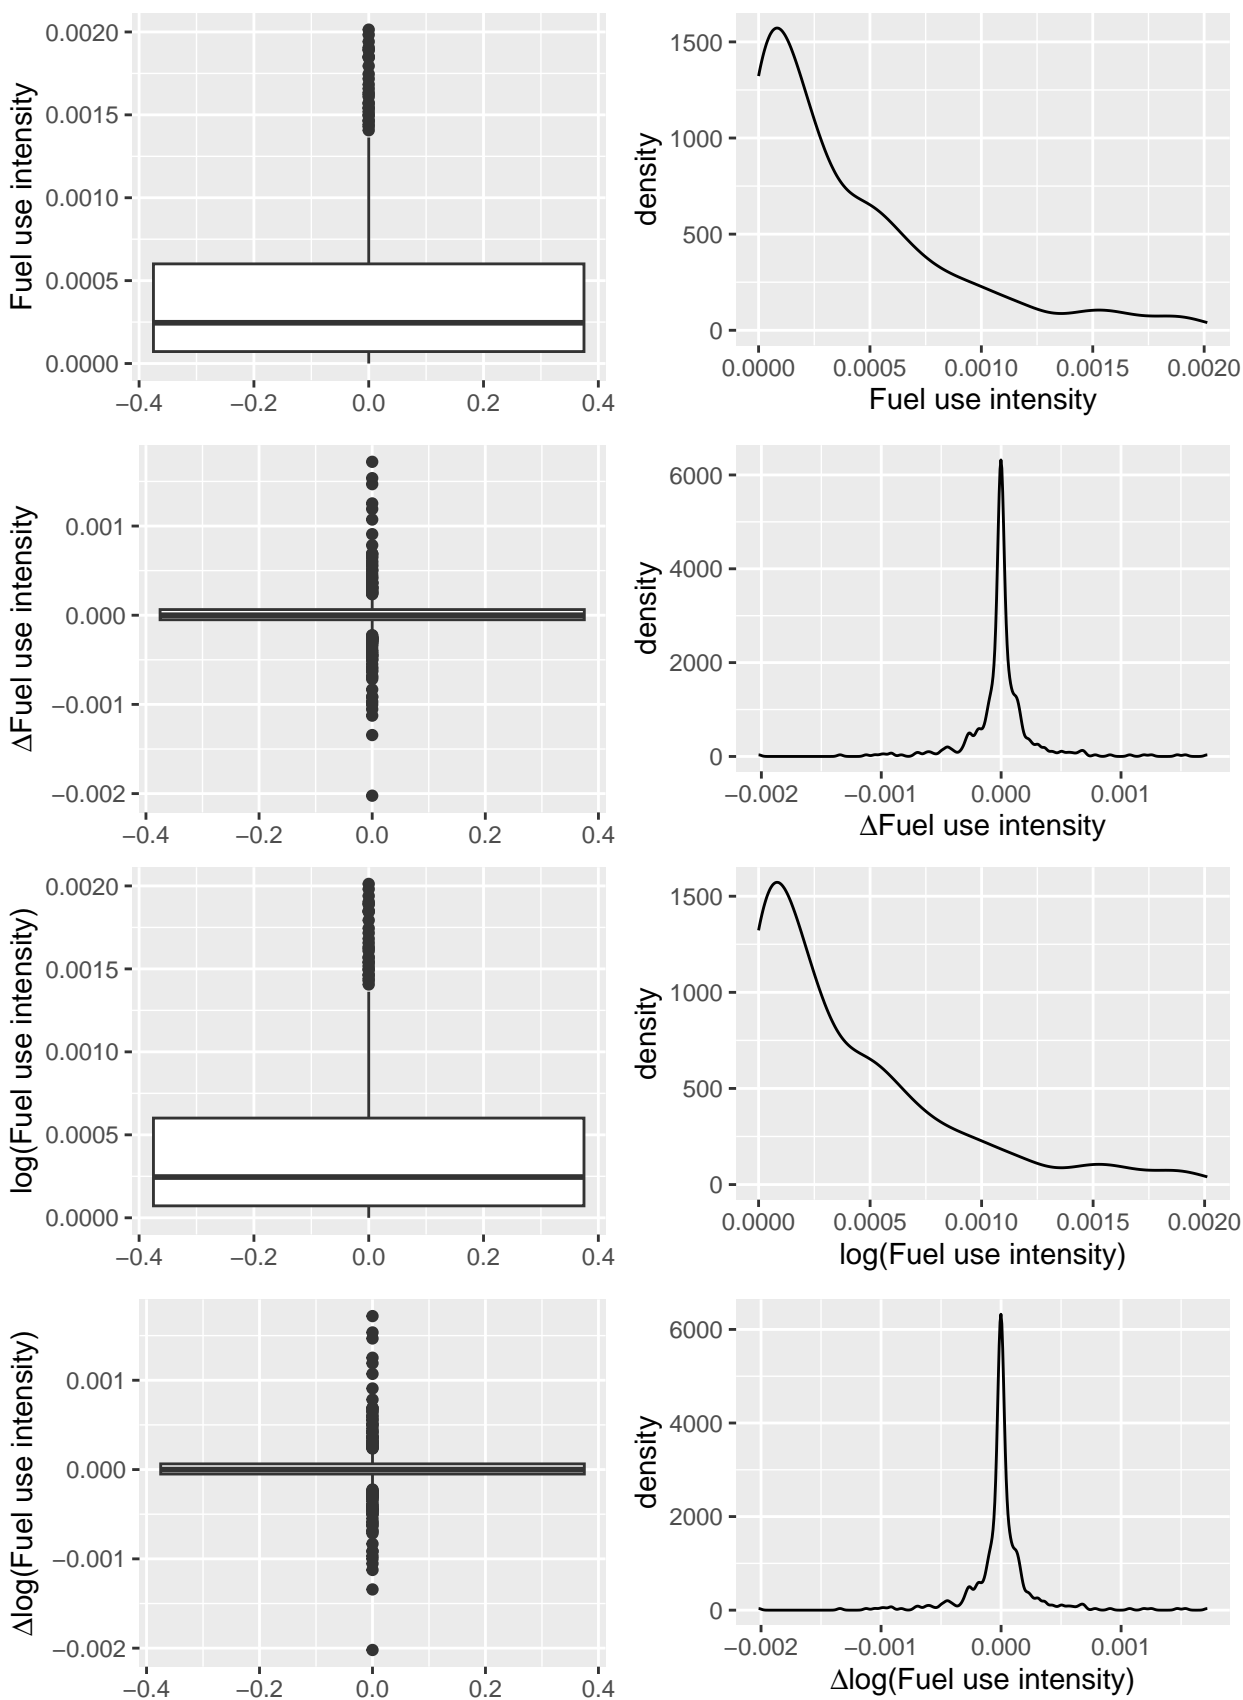 Fuel use intensity
0.0020
0.0015
0.0010
0.0005
0.0000
−0.4 −0.2 0.0 0.2 0.4
density
1500
1000
500
0
0.0000 0.0005 0.0010 0.0015 0.0020
Fuel use intensity
ΔFuel use intensity
0.001
0.000
−0.001
−0.002
−0.4 −0.2 0.0 0.2 0.4
density
6000
4000
2000
0
−0.002 −0.001 0.000 0.001
ΔFuel use intensity
log(Fuel use intensity)
0.0020
0.0015
0.0010
0.0005
0.0000
−0.4 −0.2 0.0 0.2 0.4
density
1500
1000
500
0
0.0000 0.0005 0.0010 0.0015 0.0020
log(Fuel use intensity)
Δlog(Fuel use intensity)
0.001
0.000
−0.001
−0.002
−0.4 −0.2 0.0 0.2 0.4
density
6000
4000
2000
0
−0.002 −0.001 0.000 0.001
Δlog(Fuel use intensity)